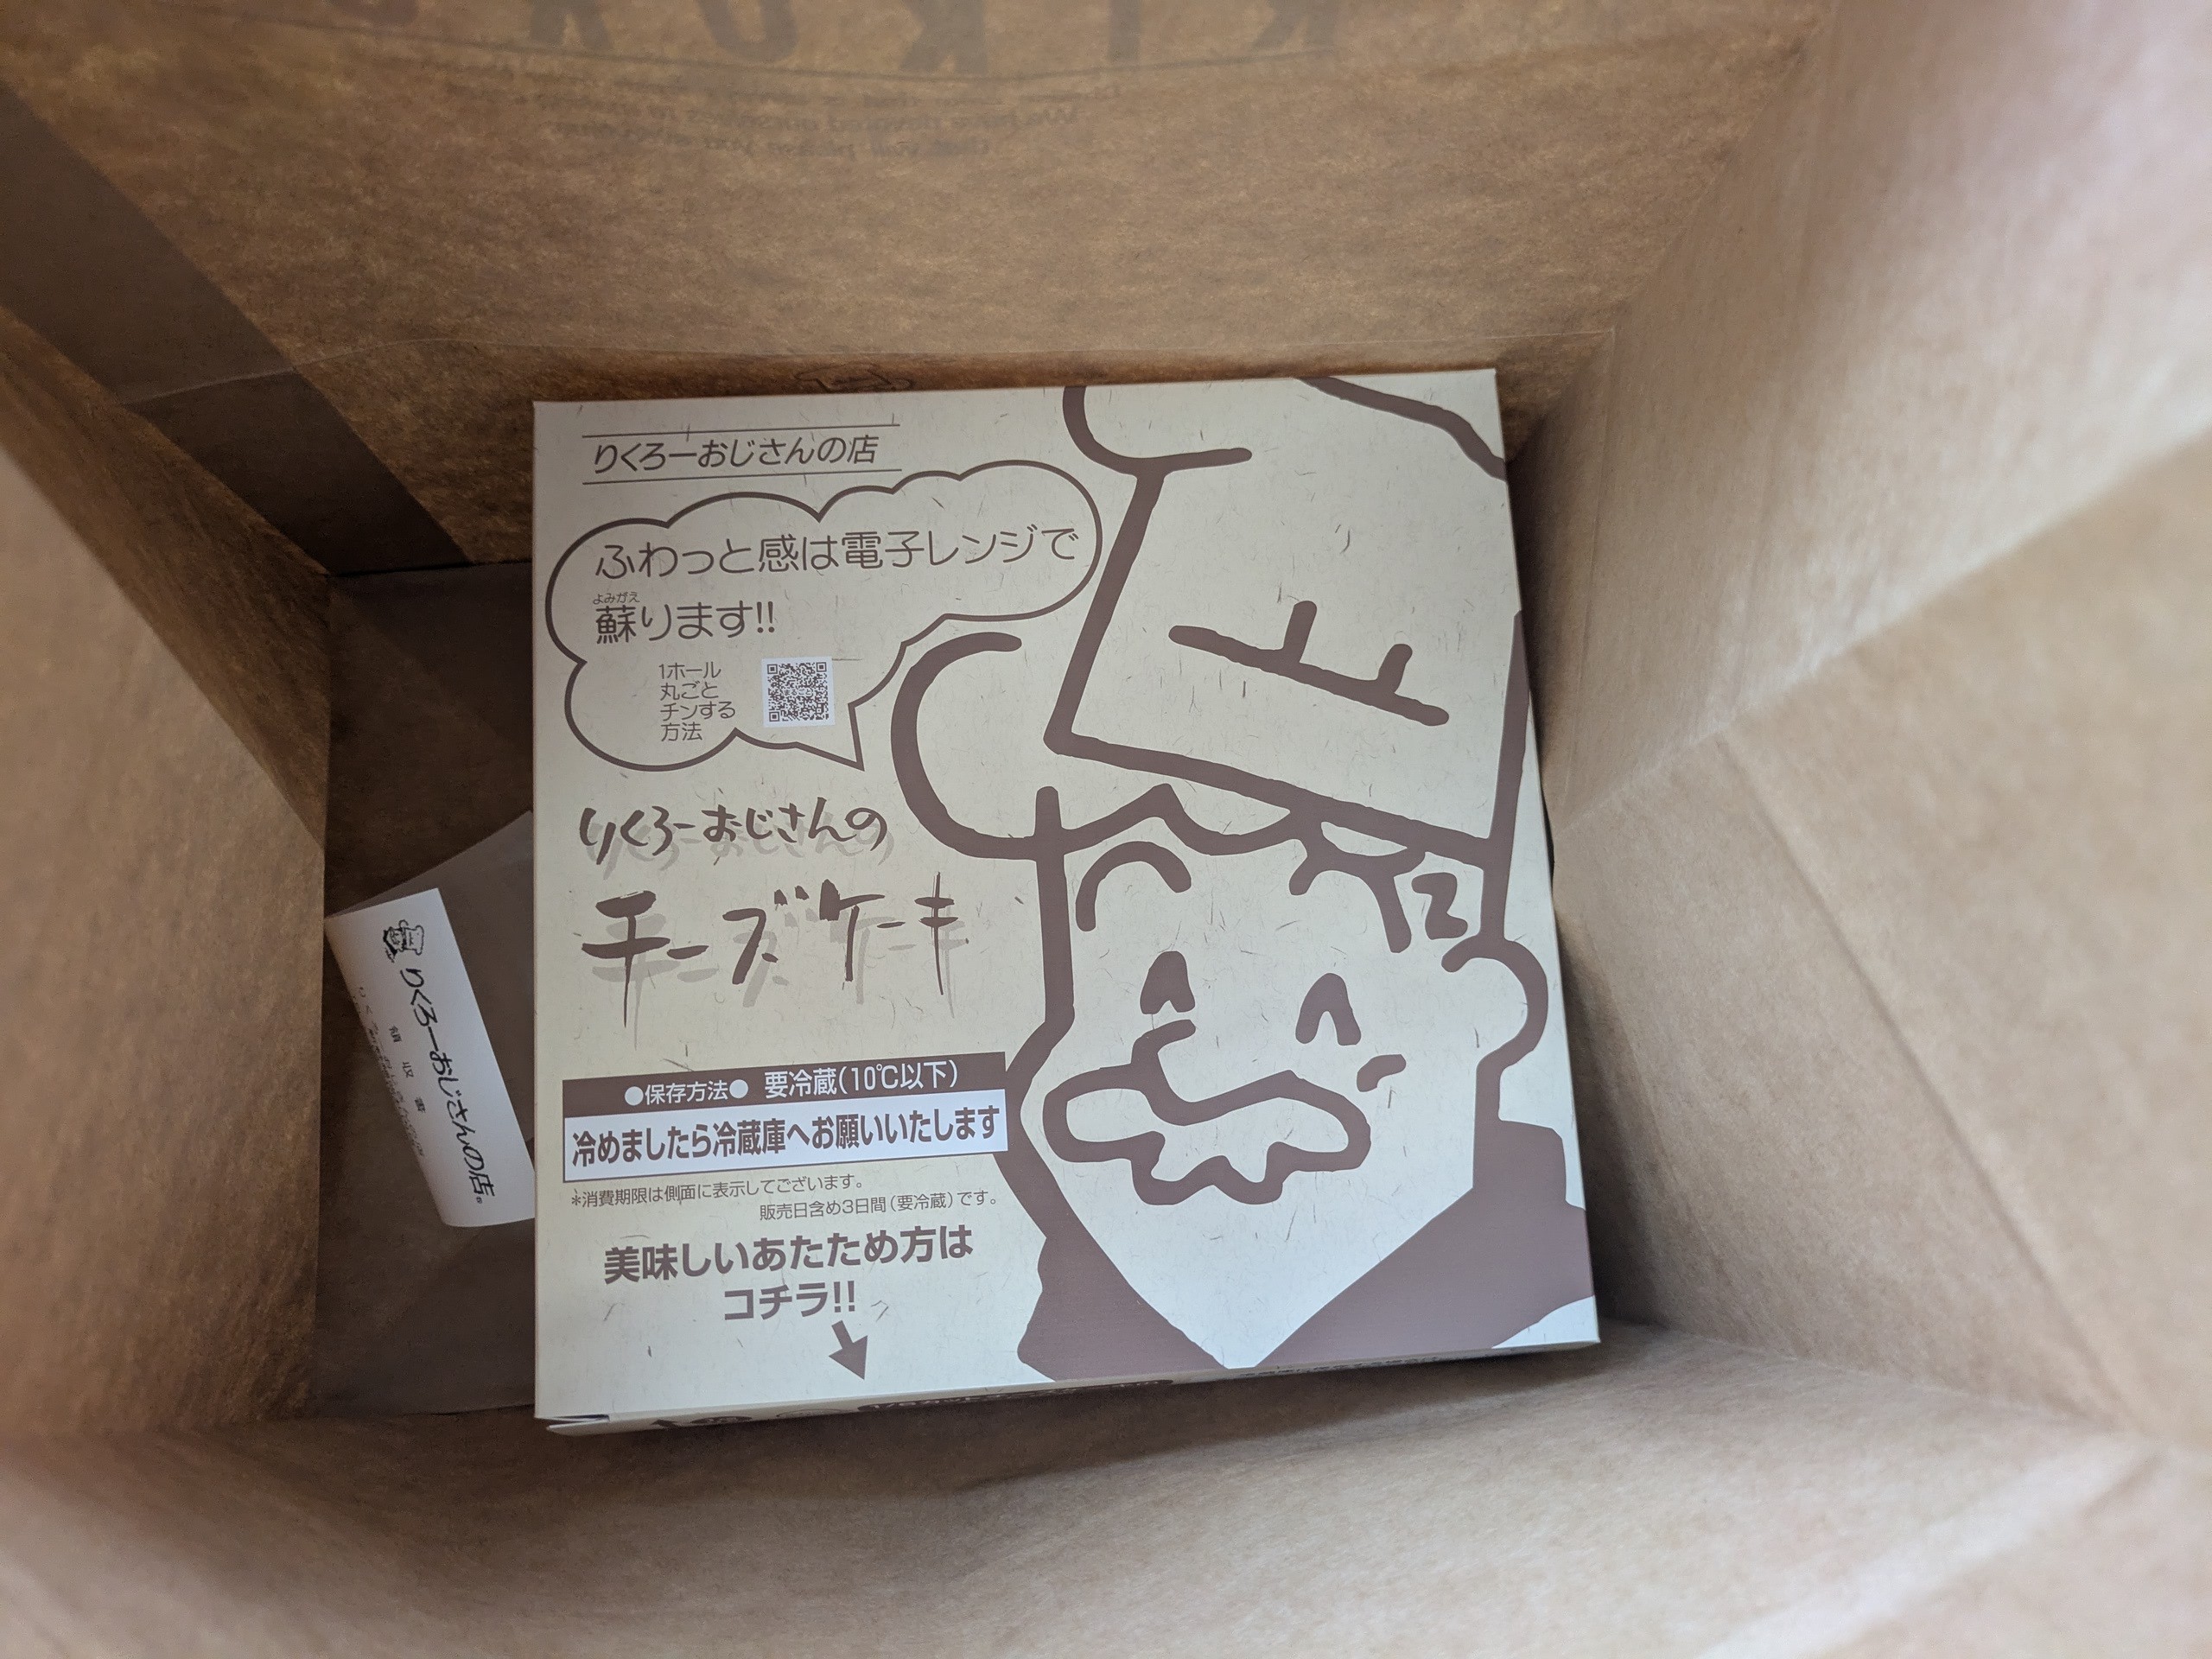 りくろーおじさんの店
ふわっと感は電子レンジで
よみがえ
蘇ります!!
1ホール
丸ごと
チンする
方法
りくろーおじさんの
チーズケーキ
●保存方法● 要冷蔵(10℃以下)
冷めましたら冷蔵庫へお願いいたします
*消費期限は側面に表示してございます。
販売日含め3日間(要冷蔵)です。
美味しいあたため方は
コチラ!!
りくろーおじさんの店®
領収書